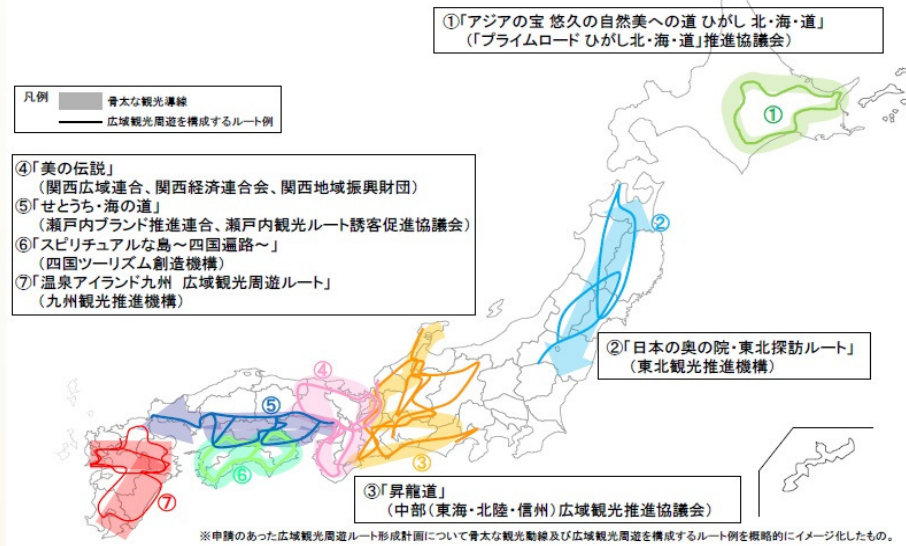 ①「アジアの宝 悠久の自然美への道 ひがし 北・海・道」
(「プライムロード ひがし北・海・道」推進協議会)
凡例
骨太な観光導線
広域観光周遊を構成するルート例
①
④「美の伝説」
(関西広域連合、関西経済連合会、関西地域振興財団)
⑤「せとうち・海の道」
(瀬戸内ブランド推進連合、瀬戸内観光ルート誘客促進協議会)
⑥「スピリチュアルな島~四国遍路~」
(四国ツーリズム創造機構)
⑦「温泉アイランド九州 広域観光周遊ルート」
(九州観光推進機構)
②
②「日本の奥の院・東北探訪ルート」
(東北観光推進機構)
④
⑤
③
⑥
⑦
③「昇龍道」
(中部(東海・北陸・信州)広域観光推進協議会)
※申請のあった広域観光周遊ルート形成計画について骨太な観光動線及び広域観光周遊を構成するルート例を概略的にイメージ化したもの。